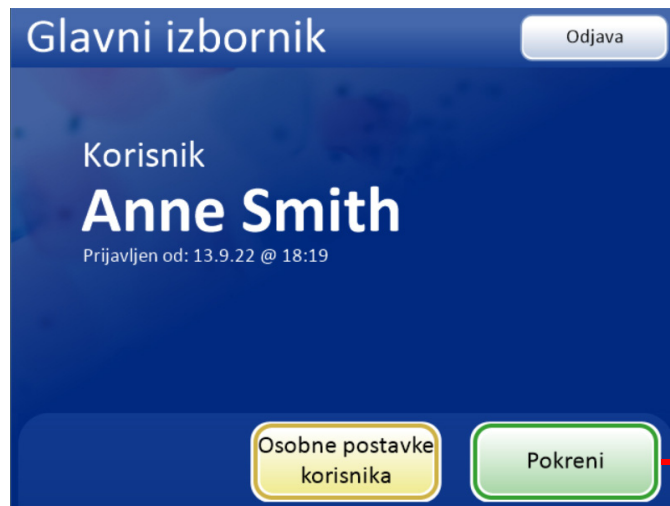 Glavni izbornik
Odjava
Korisnik
Anne Smith
Prijavljen od: 13.9.22 @ 18:19
Osobne postavke
korisnika
Pokreni